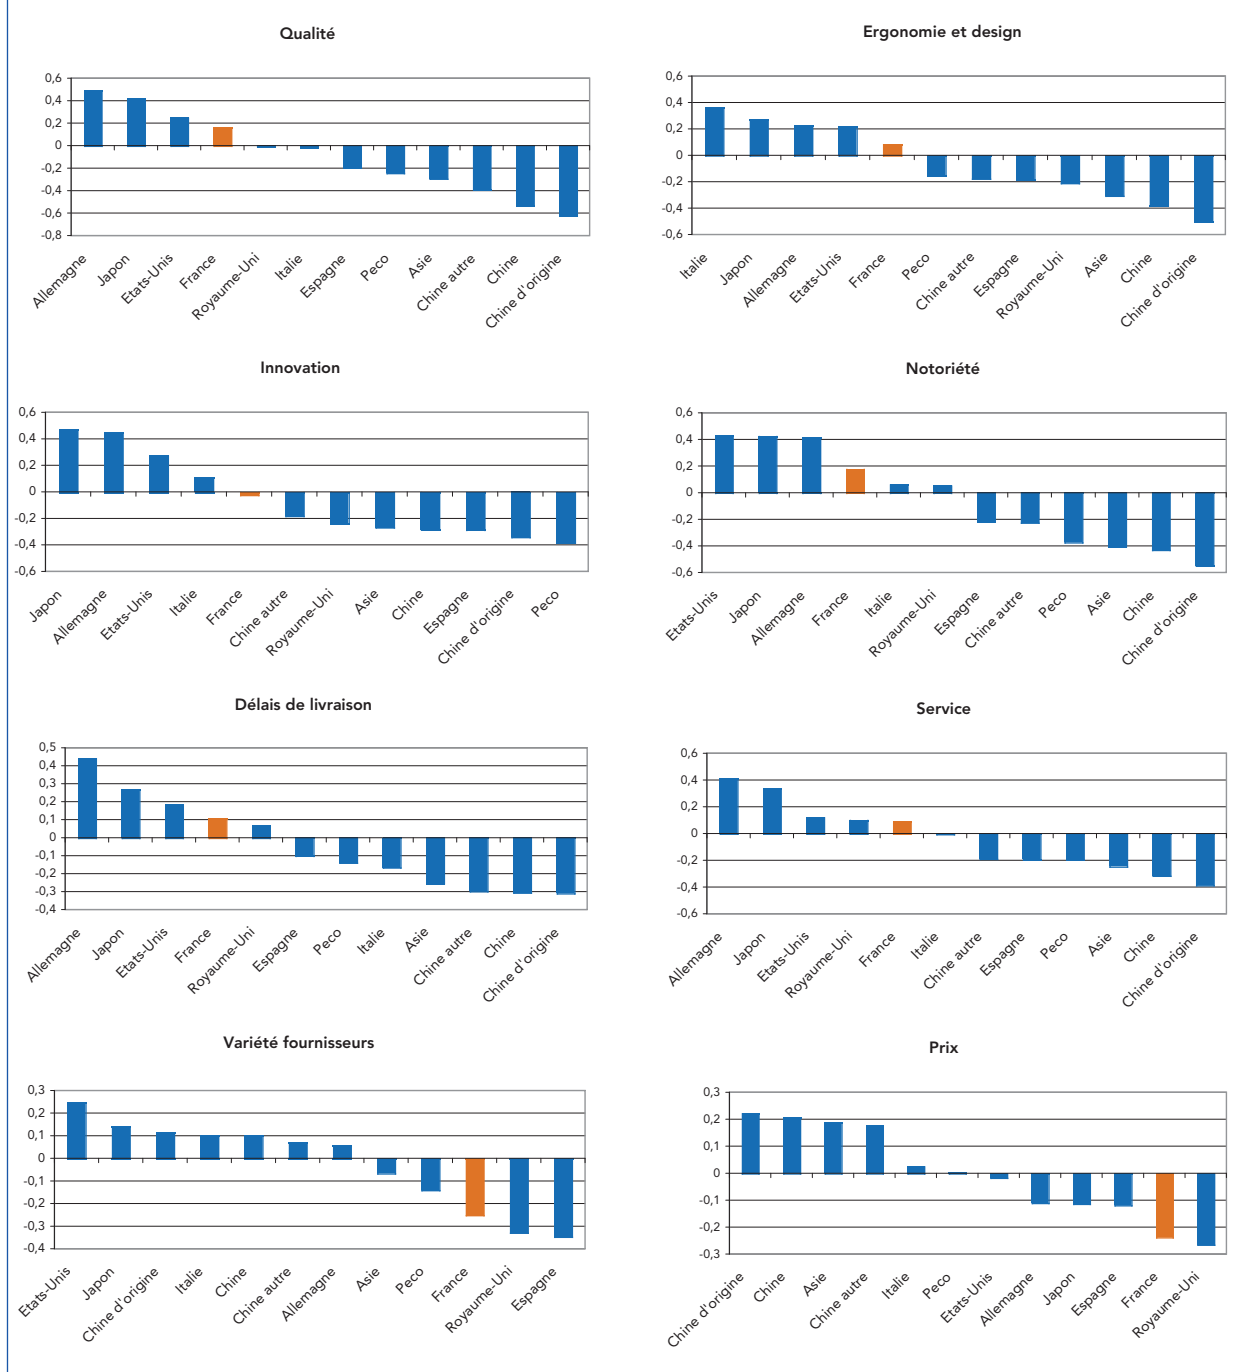 Qualité
0,6
0,4
0,2
0
-0,2
-0,4
-0,6
-0,8
Allemagne
Japon
Etats-Unis
France
Royaume-Uni
Italie
Espagne
Peco
Asie
Chine autre
Chine
Chine d'origine
Ergonomie et design
0,6
0,4
0,2
0
-0,2
-0,4
-0,6
Italie
Japon
Allemagne
Etats-Unis
France
Peco
Chine autre
Espagne
Royaume-Uni
Asie
Chine
Chine d'origine
Innovation
0,6
0,4
0,2
0
-0,2
-0,4
-0,6
Japon
Allemagne
Etats-Unis
Italie
France
Chine autre
Royaume-Uni
Asie
Chine
Espagne
Chine d'origine
Peco
Notoriété
0,6
0,4
0,2
0
-0,2
-0,4
-0,6
Etats-Unis
Japon
Allemagne
France
Italie
Royaume-Uni
Espagne
Chine autre
Peco
Asie
Chine
Chine d'origine
Délais de livraison
0,5
0,4
0,3
0,2
0,1
0
-0,1
-0,2
-0,3
-0,4
Allemagne
Japon
Etats-Unis
France
Royaume-Uni
Espagne
Peco
Italie
Asie
Chine autre
Chine
Chine d'origine
Service
0,6
0,4
0,2
0
-0,2
-0,4
-0,6
Allemagne
Japon
Etats-Unis
Royaume-Uni
France
Italie
Chine autre
Espagne
Peco
Asie
Chine
Chine d'origine
Variété fournisseurs
0,3
0,2
0,1
0
-0,1
-0,2
-0,3
-0,4
Etats-Unis
Japon
Chine d'origine
Italie
Chine
Chine autre
Allemagne
Asie
Peco
France
Royaume-Uni
Espagne
Prix
0,3
0,2
0,1
0
-0,1
-0,2
-0,3
Chine d'origine
Chine
Asie
Chine autre
Italie
Peco
Etats-Unis
Allemagne
Japon
Espagne
France
Royaume-Uni